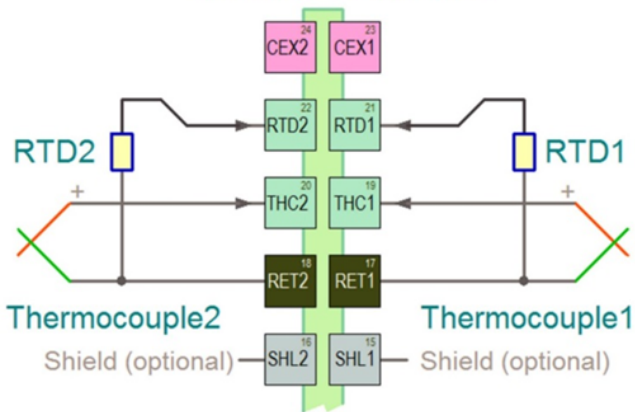 24 23
CEX2 CEX1
22 21
RTD2 RTD2 RTD1 RTD1
20 19
+ THC2 THC1 +
18 17
RET2 RET1
Thermocouple2 Thermocouple1
16 15
Shield (optional) SHL2 SHL1 Shield (optional)